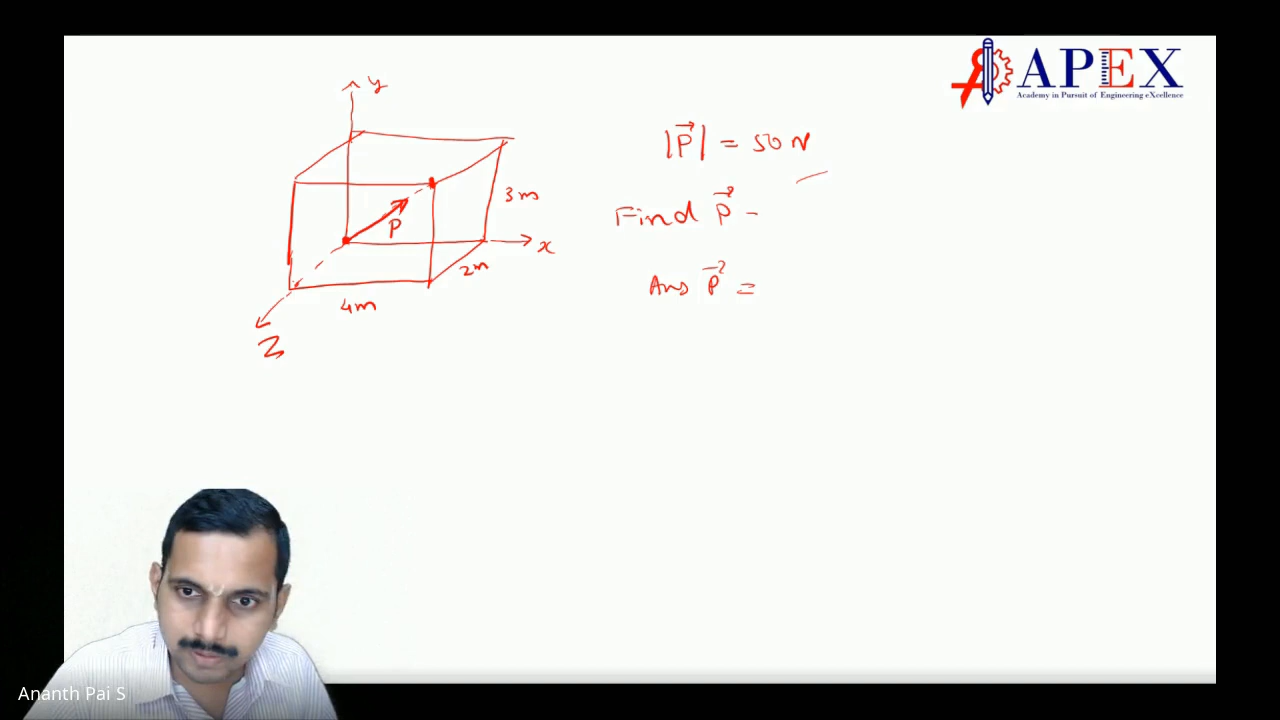 APEX
Academy in Pursuit of Engineering eXcellence
y
|P⃗| = 50 N
3m
Find P⃗ -
P
x
2m
Ans P⃗ =
4m
Z
Ananth Pai S